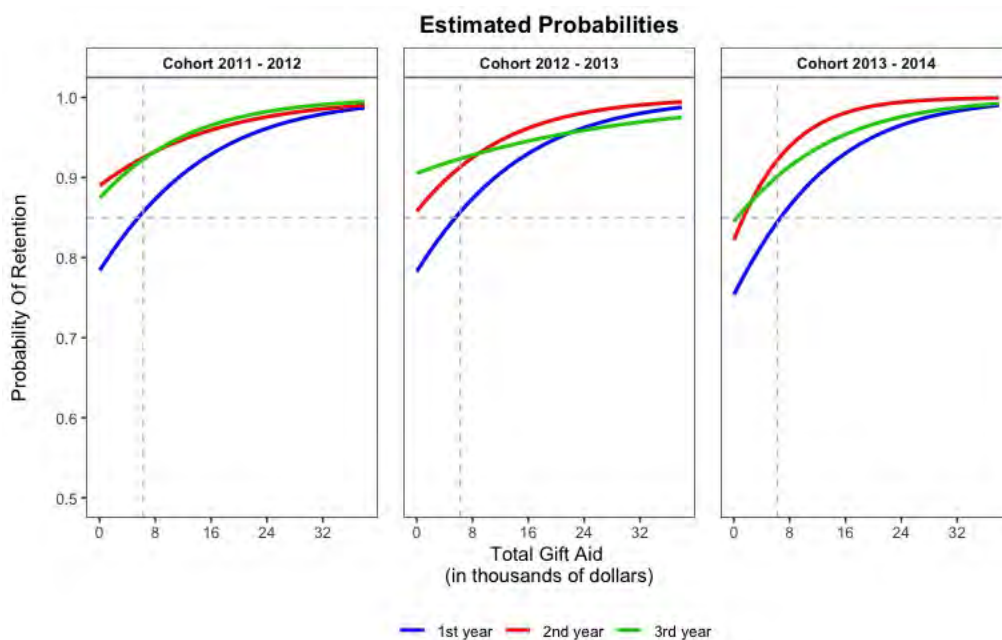 Estimated Probabilities
Cohort 2011 - 2012
Cohort 2012 - 2013
Cohort 2013 - 2014
Probability Of Retention
1.0
0.9
0.8
0.7
0.6
0.5
0 8 16 24 32
0 8 16 24 32
0 8 16 24 32
Total Gift Aid
(in thousands of dollars)
1st year 2nd year 3rd year